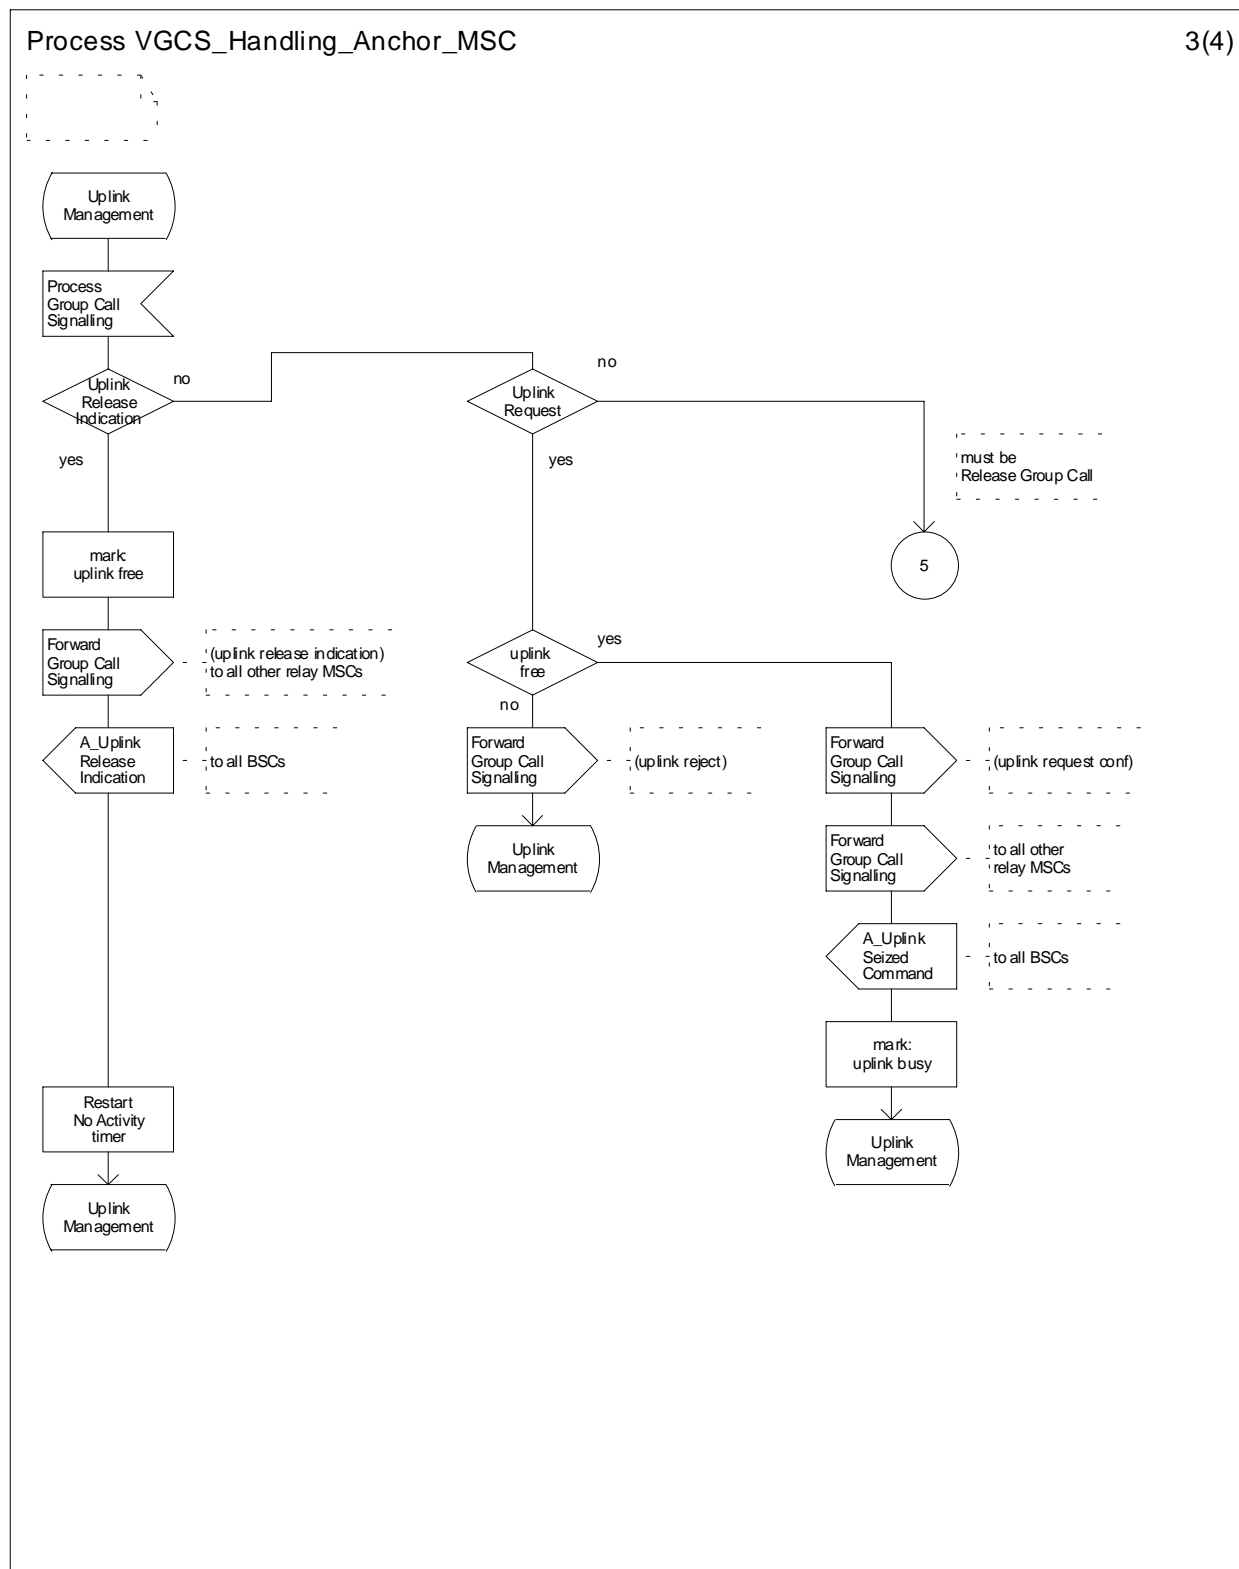 Process VGCS_Handling_Anchor_MSC
3(4)
Uplink
Management
Process
Group Call
Signalling
Uplink
Release
Indication
no
yes
Uplink
Request
no
yes
must be
Release Group Call
5
mark:
uplink free
Forward
Group Call
Signalling
(uplink release indication)
to all other relay MSCs
uplink
free
yes
no
A_Uplink
Release
Indication
to all BSCs
Forward
Group Call
Signalling
(uplink reject)
Forward
Group Call
Signalling
(uplink request conf)
Uplink
Management
Forward
Group Call
Signalling
to all other
relay MSCs
A_Uplink
Seized
Command
to all BSCs
mark:
uplink busy
Restart
No Activity
timer
Uplink
Management
Uplink
Management